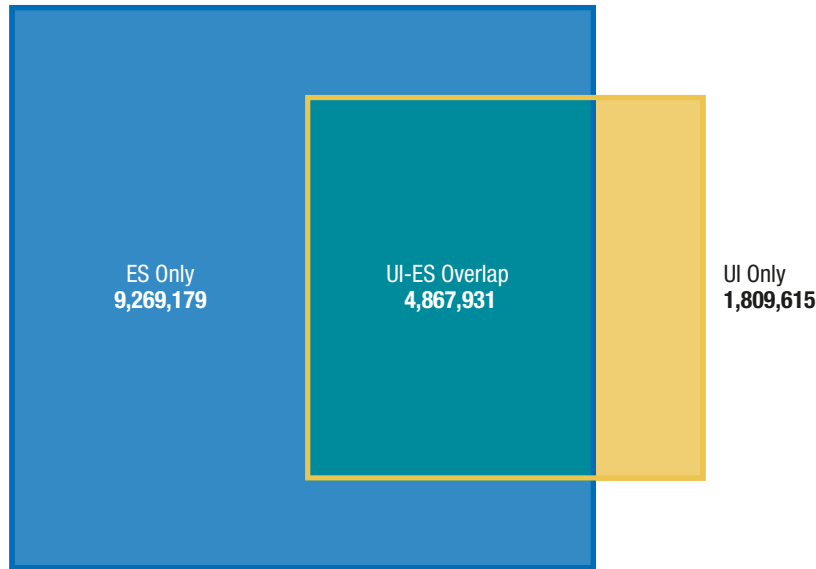 ES Only
9,269,179
UI-ES Overlap
4,867,931
UI Only
1,809,615